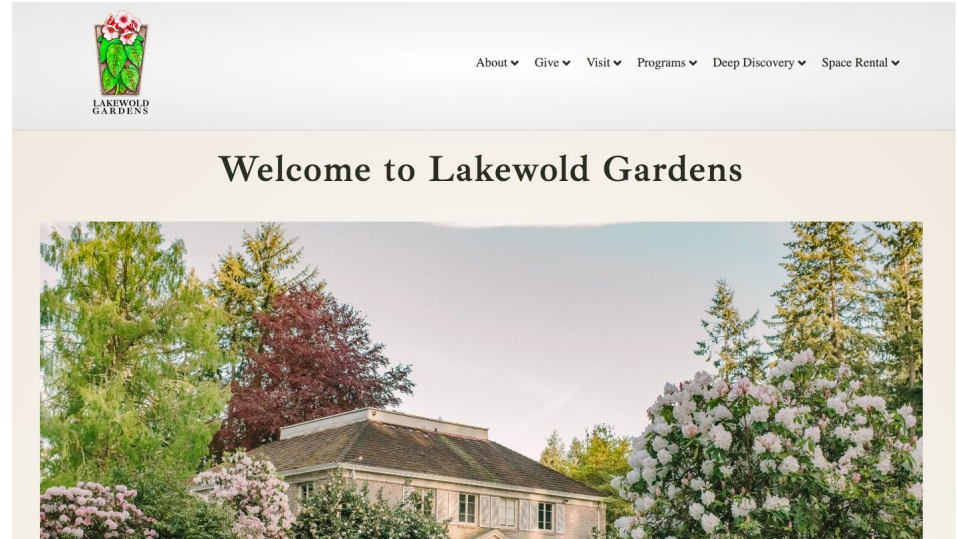 LAKEWOLD
GARDENS
About Give Visit Programs Deep Discovery Space Rental
Welcome to Lakewold Gardens